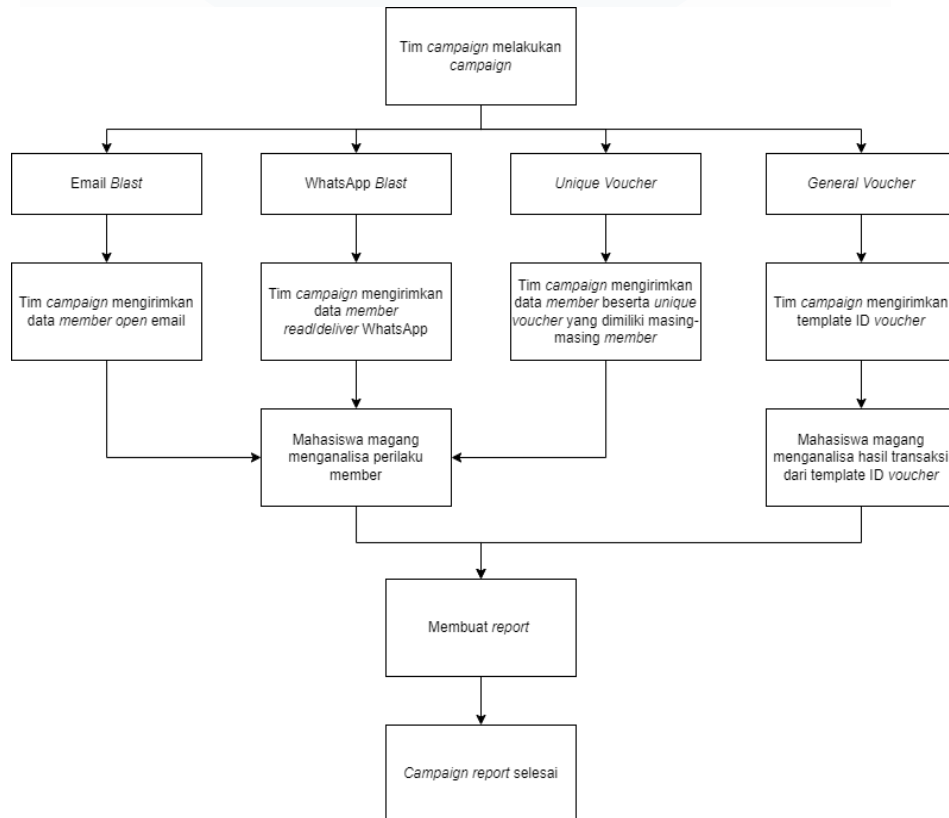 Tim campaign melakukan
campaign
Email Blast
WhatsApp Blast
Unique Voucher
General Voucher
Tim campaign mengirimkan
data member open email
Tim campaign mengirimkan
data member
read/deliver WhatsApp
Tim campaign mengirimkan
data member beserta unique
voucher yang dimiliki masing-
masing member
Tim campaign mengirimkan
template ID voucher
Mahasiswa magang
menganalisa perilaku
member
Mahasiswa magang
menganalisa hasil transaksi
dari template ID voucher
Membuat report
Campaign report selesai